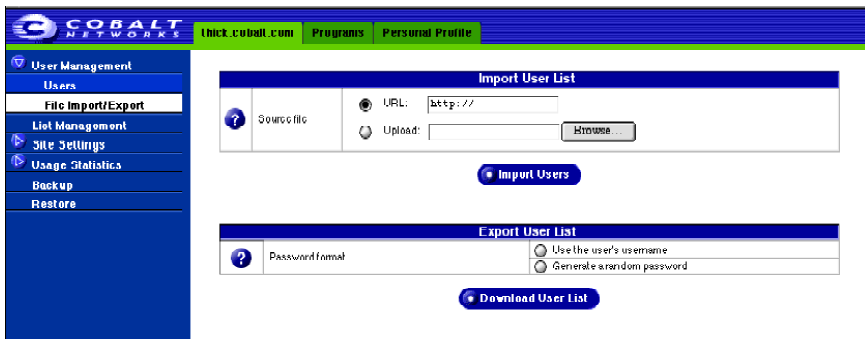 COBALT
NETWORKS
thick.cobalt.com
Programs
Personal Profile
User Management
Users
File Import/Export
List Management
Site Settings
Usage Statistics
Backup
Restore
Import User List
Source file
URL: http://
Upload: Browse...
Import Users
Export User List
Password format
Use the user's username
Generate a random password
Download User List